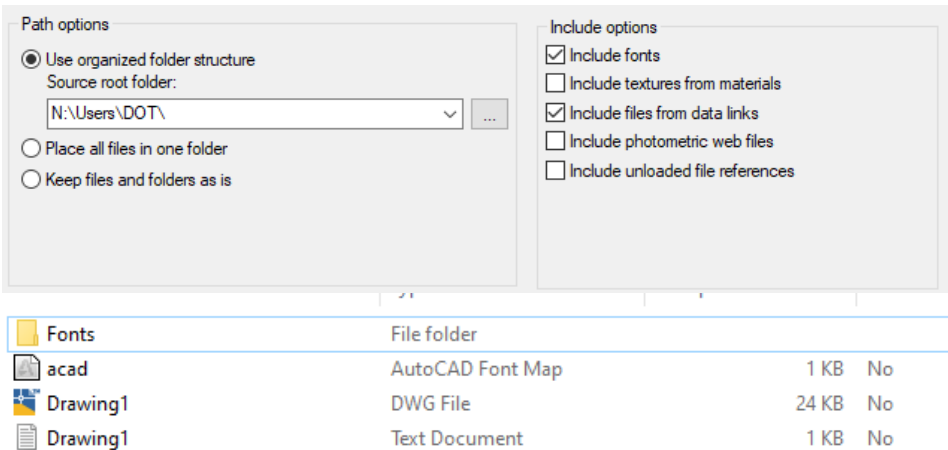 Path options
Use organized folder structure
Source root folder:
N:\Users\DOT\
...
Place all files in one folder
Keep files and folders as is
Include options
Include fonts
Include textures from materials
Include files from data links
Include photometric web files
Include unloaded file references
Fonts File folder
acad AutoCAD Font Map 1 KB No
Drawing1 DWG File 24 KB No
Drawing1 Text Document 1 KB No